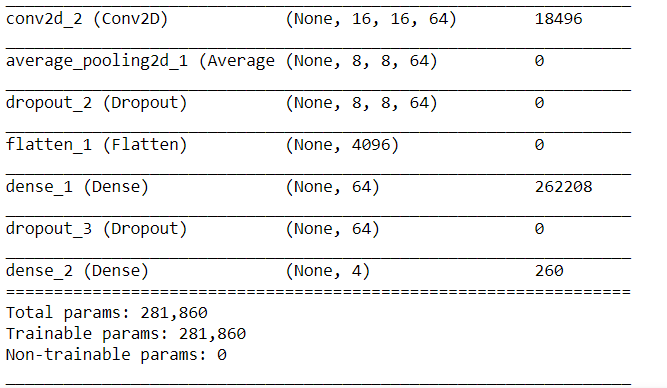 conv2d_2 (Conv2D) (None, 16, 16, 64) 18496
average_pooling2d_1 (Average (None, 8, 8, 64) 0
dropout_2 (Dropout) (None, 8, 8, 64) 0
flatten_1 (Flatten) (None, 4096) 0
dense_1 (Dense) (None, 64) 262208
dropout_3 (Dropout) (None, 64) 0
dense_2 (Dense) (None, 4) 260
Total params: 281,860
Trainable params: 281,860
Non-trainable params: 0